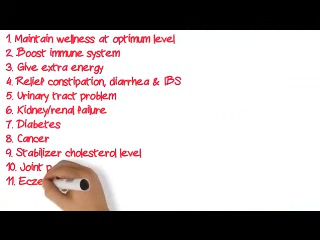 1. Maintain wellness at optimum level
2. Boost immune system
3. Give extra energy
4. Relief constipation, diarrhea & IBS
5. Urinary tract problem
6. Kidney/renal failure
7. Diabetes
8. Cancer
9. Stabilizer cholesterol level
10. Joint
11.